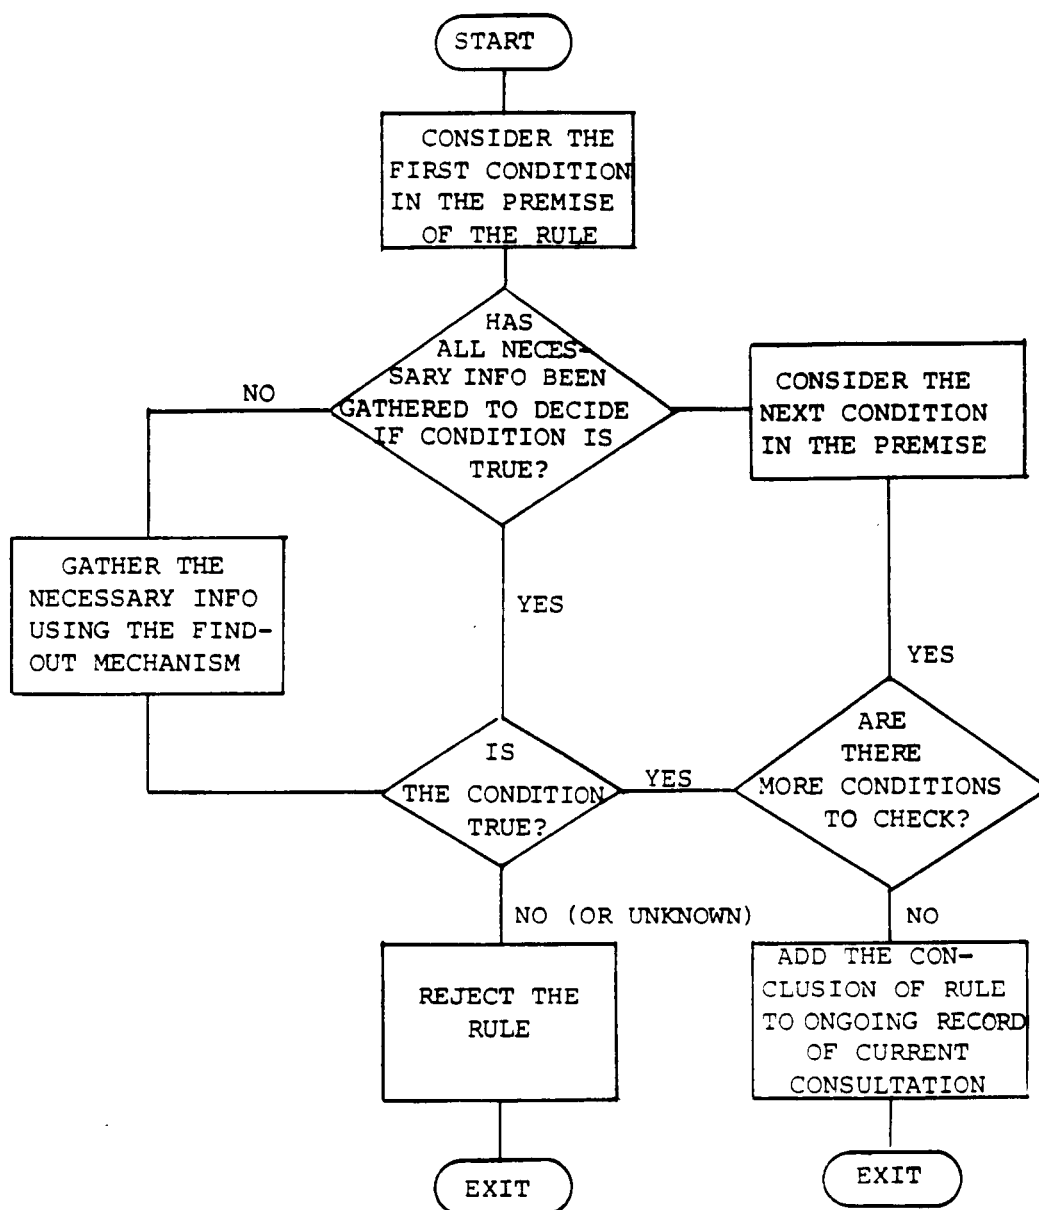 START
CONSIDER THE
FIRST CONDITION
IN THE PREMISE
OF THE RULE
HAS
ALL NECES-
SARY INFO BEEN
GATHERED TO DECIDE
IF CONDITION IS
TRUE?
NO
CONSIDER THE
NEXT CONDITION
IN THE PREMISE
GATHER THE
NECESSARY INFO
USING THE FIND-
OUT MECHANISM
YES
YES
IS
THE CONDITION
TRUE?
YES
ARE
THERE
MORE CONDITIONS
TO CHECK?
NO (OR UNKNOWN)
NO
REJECT THE
RULE
ADD THE CON-
CLUSION OF RULE
TO ONGOING RECORD
OF CURRENT
CONSULTATION
EXIT
EXIT